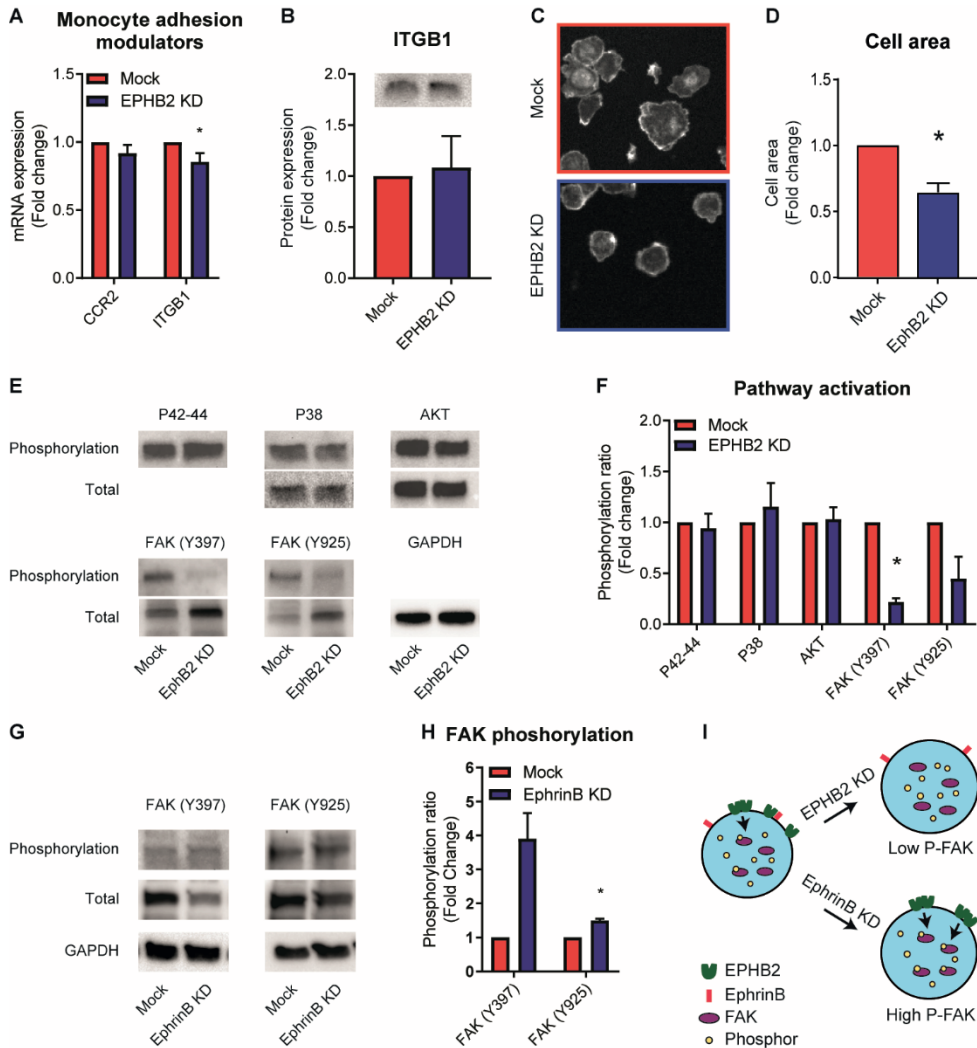 A
Monocyte adhesion
modulators
Mock
EPHB2 KD
mRNA expression
(Fold change)
1.5
1.0
0.5
0.0
*
CCR2
ITGB1
B
ITGB1
Protein expression
(Fold change)
2.0
1.5
1.0
0.5
0.0
Mock
EPHB2 KD
C
Mock
EPHB2 KD
D
Cell area
Cell area
(Fold change)
1.5
1.0
0.5
0.0
*
Mock
EphB2 KD
E
P42-44
P38
AKT
Phosphorylation
Total
FAK (Y397)
FAK (Y925)
GAPDH
Phosphorylation
Total
Mock
EphB2 KD
Mock
EphB2 KD
Mock
EphB2 KD
F
Pathway activation
Mock
EPHB2 KD
Phosphorylation ratio
(Fold change)
2.0
1.5
1.0
0.5
0.0
*
P42-44
P38
AKT
FAK (Y397)
FAK (Y925)
G
FAK (Y397)
FAK (Y925)
Phosphorylation
Total
GAPDH
Mock
EphrinB KD
Mock
EphrinB KD
H
FAK phoshorylation
Mock
EphrinB KD
Phosphorylation ratio
(Fold Change)
6
5
4
3
2
1
0
*
FAK (Y397)
FAK (Y925)
I
EPHB2 KD
Low P-FAK
EphrinB KD
High P-FAK
EPHB2
EphrinB
FAK
Phosphor